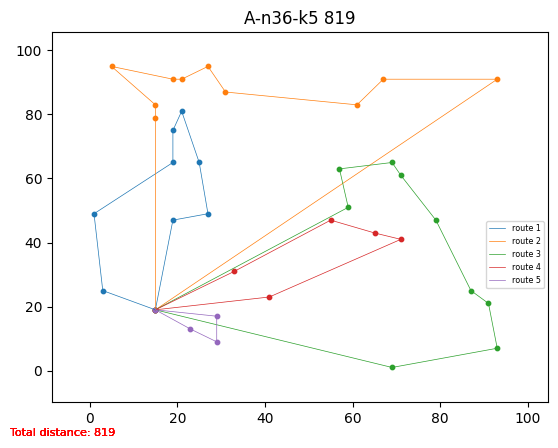 A-n36-k5 819
100
80
60
40
20
0
route 1
route 2
route 3
route 4
route 5
0 20 40 60 80 100
Total distance: 819